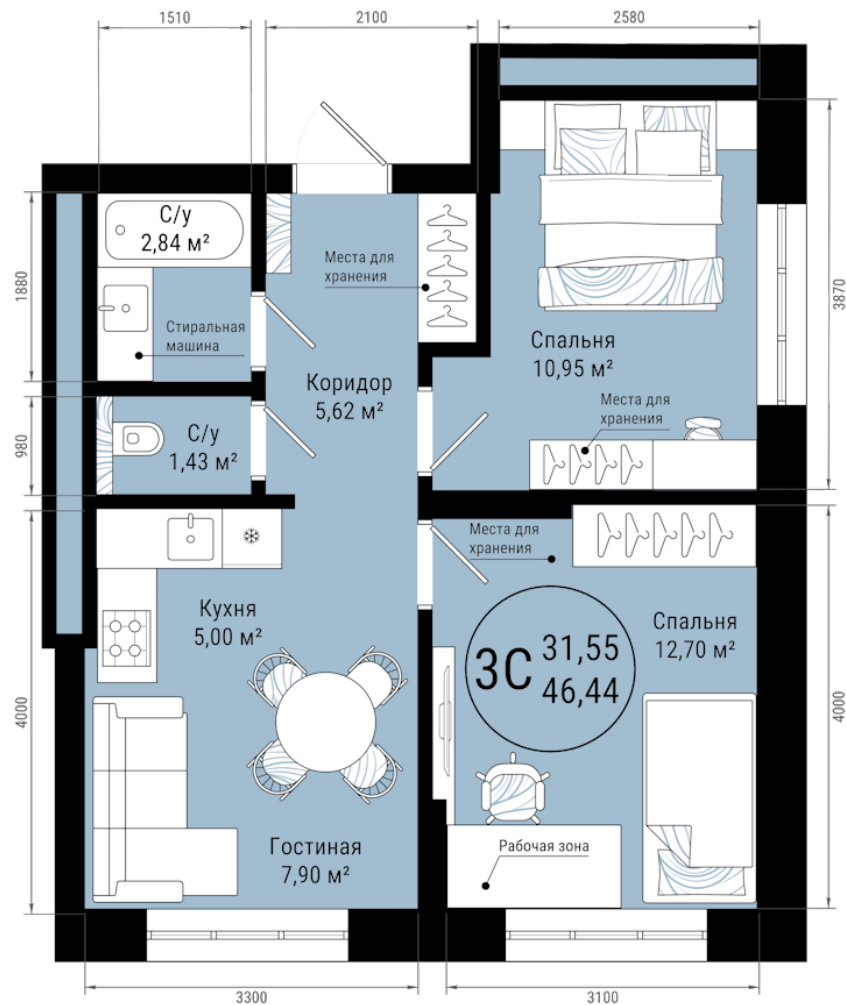 1510
2100
2580
С/у
2,84 м²
1880
Места для
хранения
3870
Стиральная
машина
Спальня
10,95 м²
Коридор
5,62 м²
Места для
хранения
980
С/у
1,43 м²
Места для
хранения
Кухня
5,00 м²
Спальня
12,70 м²
3С
31,55
46,44
4000
4000
Гостиная
7,90 м²
Рабочая зона
3300
3100